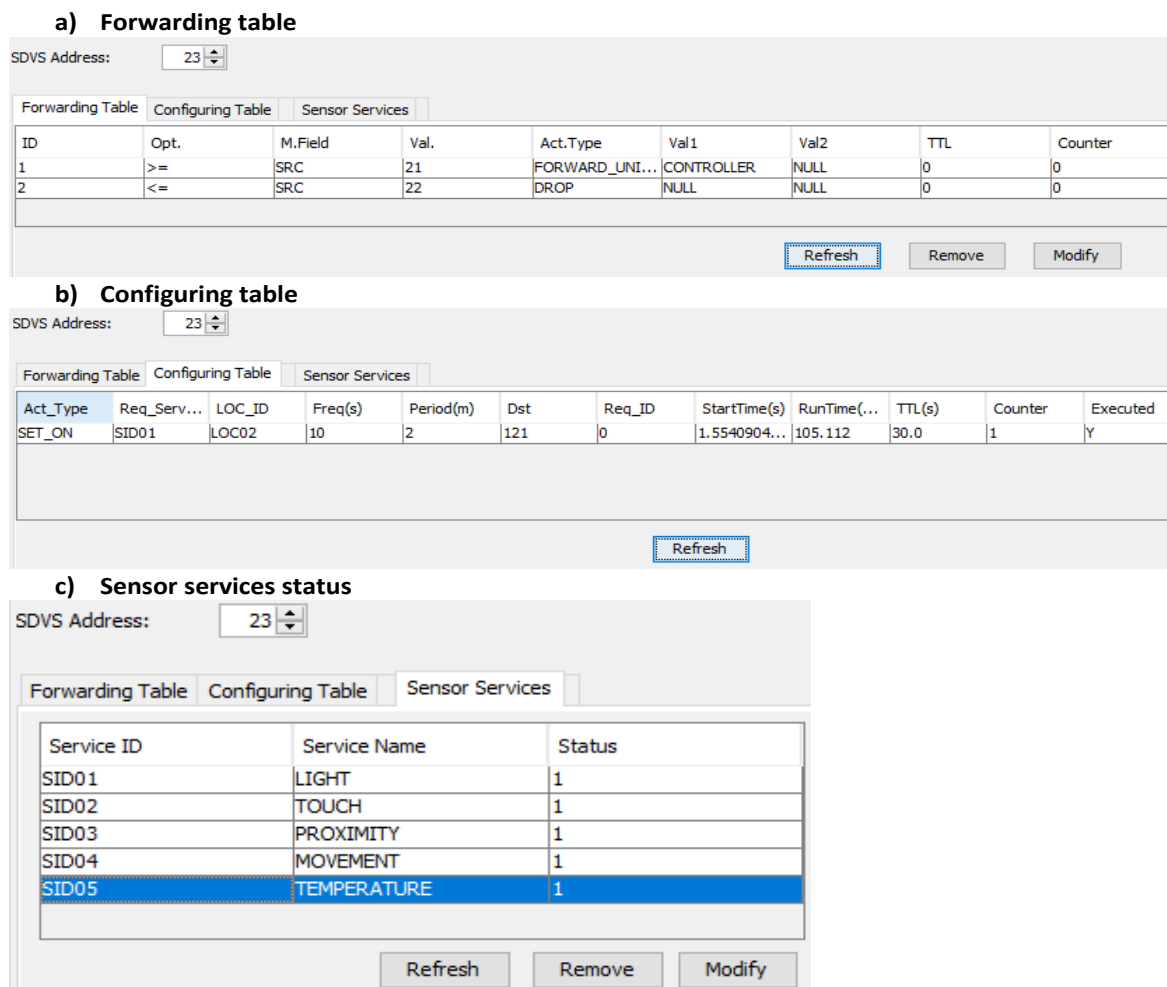 a) Forwarding table
SDVS Address: 23
Forwarding Table Configuring Table Sensor Services
ID Opt. M.Field Val. Act.Type Val1 Val2 TTL Counter
1 >= SRC 21 FORWARD_UNI... CONTROLLER NULL 0 0
2 <= SRC 22 DROP NULL NULL 0 0
Refresh Remove Modify
b) Configuring table
SDVS Address: 23
Forwarding Table Configuring Table Sensor Services
Act_Type Req_Serv... LOC_ID Freq(s) Period(m) Dst Req_ID StartTime(s) RunTime(... TTL(s) Counter Executed
SET_ON SID01 LOC02 10 2 121 0 1.5540904... 105.112 30.0 1 Y
Refresh
c) Sensor services status
SDVS Address: 23
Forwarding Table Configuring Table Sensor Services
Service ID Service Name Status
SID01 LIGHT 1
SID02 TOUCH 1
SID03 PROXIMITY 1
SID04 MOVEMENT 1
SID05 TEMPERATURE 1
Refresh Remove Modify